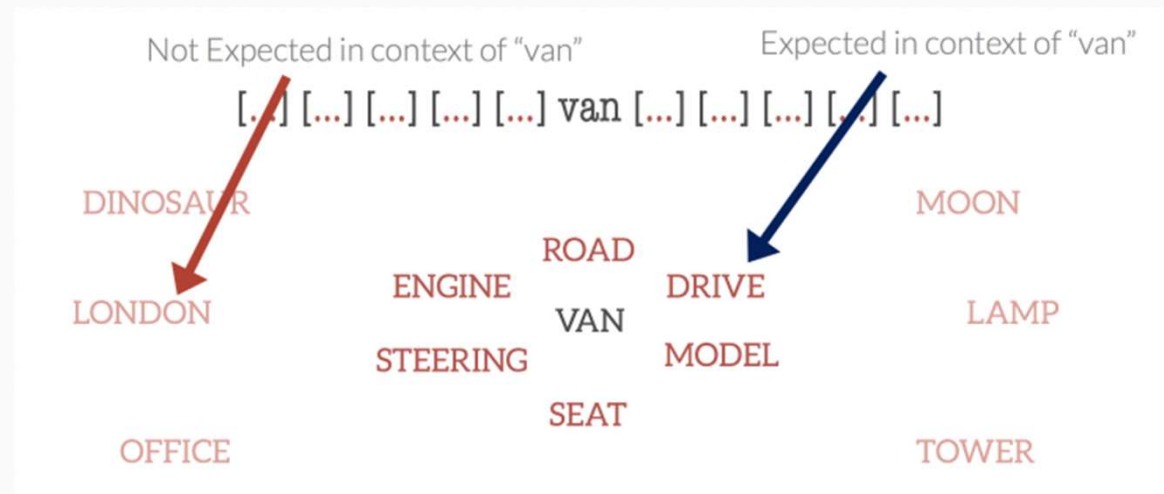 Not Expected in context of “van”
Expected in context of “van”
[...] [...] [...] [...] [...] van [...] [...] [...] [...] [...]
DINOSAUR
MOON
ROAD
ENGINE
DRIVE
LONDON
VAN
LAMP
STEERING
MODEL
SEAT
OFFICE
TOWER